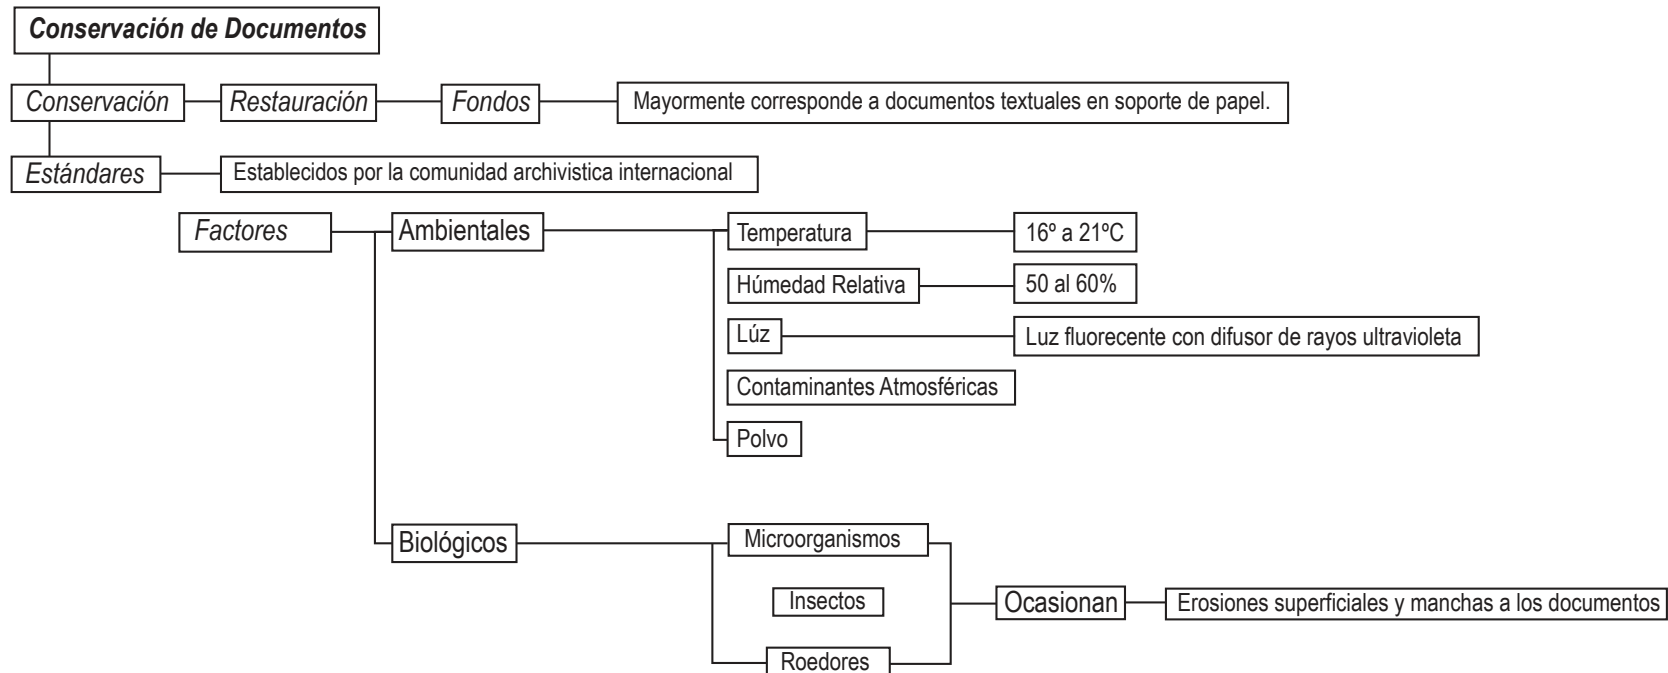 Conservación de Documentos
Conservación
Restauración
Fondos
Mayormente corresponde a documentos textuales en soporte de papel.
Estándares
Establecidos por la comunidad archivistica internacional
Factores
Ambientales
Temperatura
16º a 21ºC
Húmedad Relativa
50 al 60%
Lúz
Luz fluorecente con difusor de rayos ultravioleta
Contaminantes Atmosféricas
Polvo
Biológicos
Microorganismos
Insectos
Ocasionan
Erosiones superficiales y manchas a los documentos
Roedores